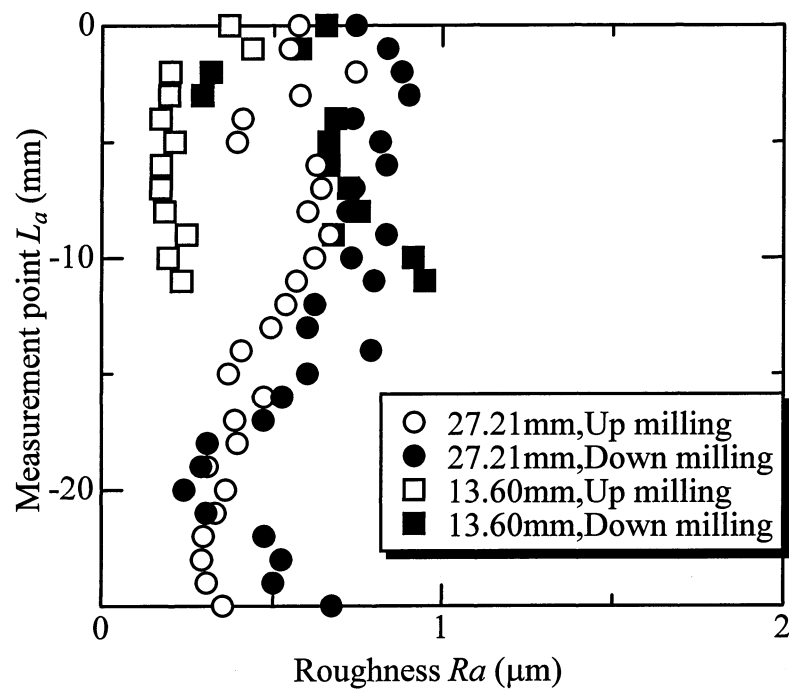 0
-10
-20
Measurement point La (mm)
0
1
2
Roughness Ra (μm)
27.21mm,Up milling
27.21mm,Down milling
13.60mm,Up milling
13.60mm,Down milling